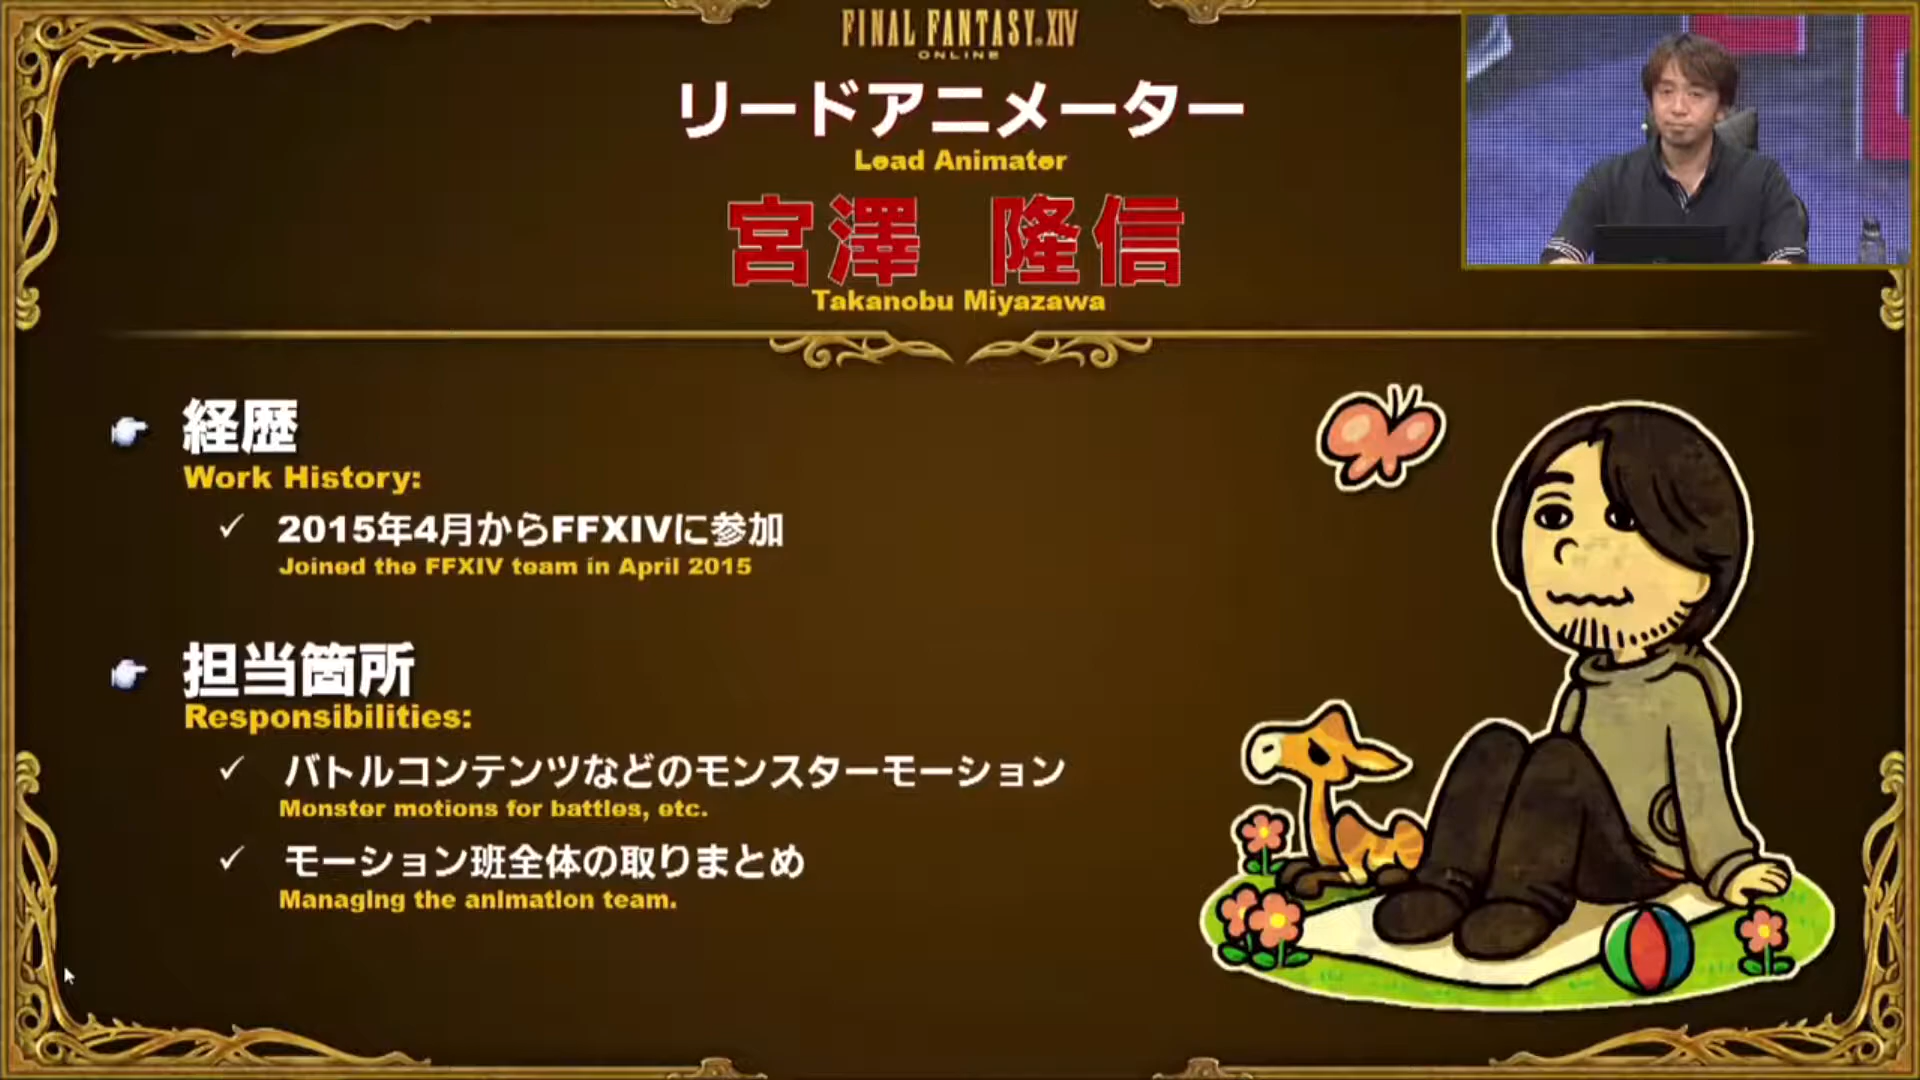 FINAL FANTASY XIV
ONLINE
リードアニメーター
Lead Animator
宮澤 隆信
Takanobu Miyazawa
経歴
Work History:
✓ 2015年4月からFFXIVに参加
Joined the FFXIV team in April 2015
担当箇所
Responsibilities:
✓ バトルコンテンツなどのモンスターモーション
Monster motions for battles, etc.
✓ モーション班全体の取りまとめ
Managing the animation team.